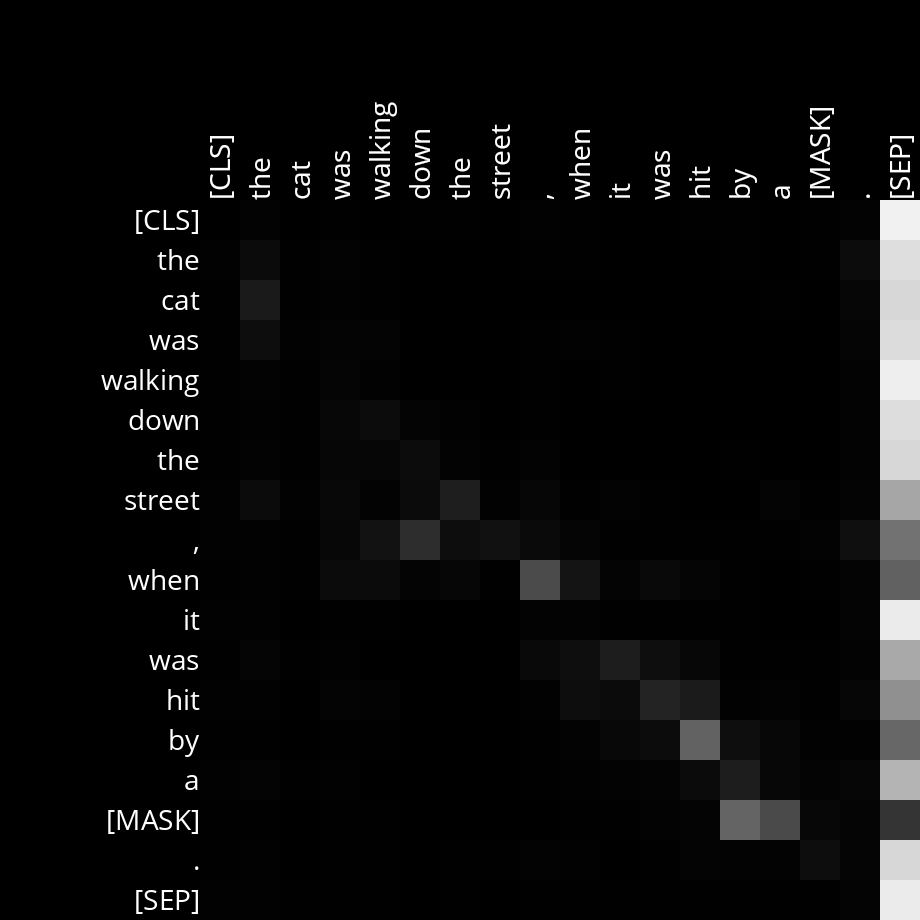 [CLS] the cat was walking down the street , when it was hit by a [MASK] . [SEP]
[CLS]
the
cat
was
walking
down
the
street
,
when
it
was
hit
by
a
[MASK]
.
[SEP]